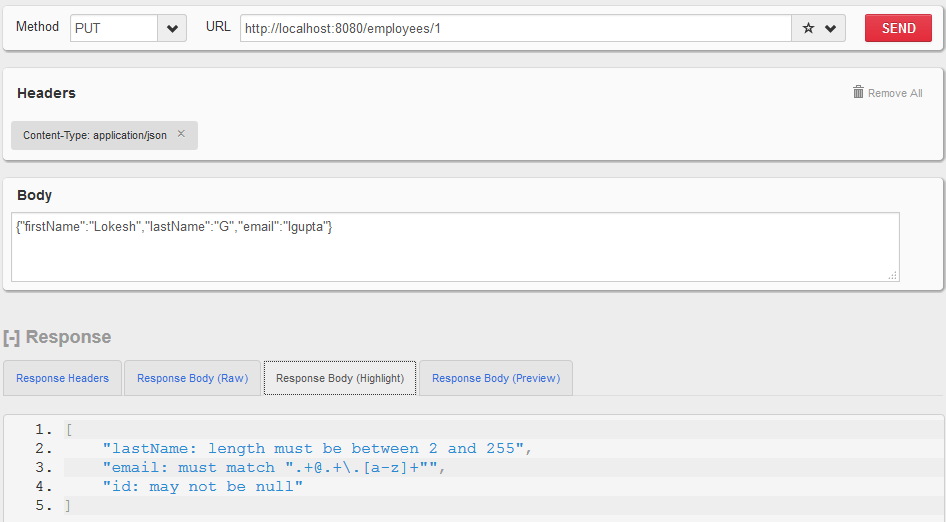 Method PUT URL http://localhost:8080/employees/1 SEND
Headers Remove All
Content-Type: application/json ×
Body
{"firstName":"Lokesh","lastName":"G","email":"lgupta"}
[-] Response
Response Headers Response Body (Raw) Response Body (Highlight) Response Body (Preview)
1. [
2. "lastName: length must be between 2 and 255",
3. "email: must match ".+@.+\.[a-z]+"",
4. "id: may not be null"
5. ]